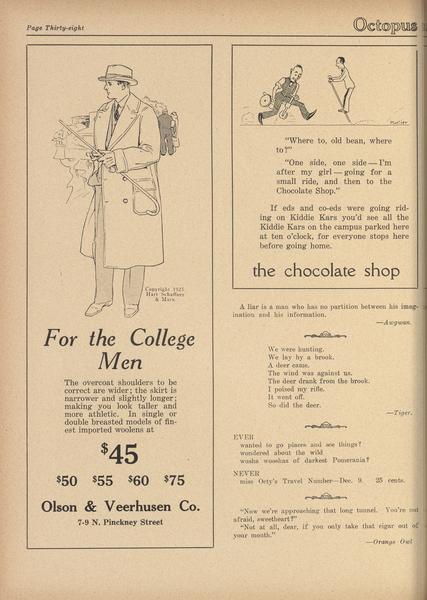 Page Thirty-eight
Octopus
Copyright 1925
Hart Schaffner
& Marx
For the College
Men
The overcoat shoulders to be
correct are wider; the skirt is
narrower and slightly longer;
making you look taller and
more athletic. In single or
double breasted models of fin-
est imported woolens at
$45
$50 $55 $60 $75
Olson & Veerhusen Co.
7-9 N. Pinckney Street
"Where to, old bean, where
to?"
"One side, one side—I'm
after my girl—going for a
small ride, and then to the
Chocolate Shop."
If eds and co-eds were going rid-
ing on Kiddie Kars you'd see all the
Kiddie Kars on the campus parked here
at ten o'clock, for everyone stops here
before going home.
the chocolate shop
A liar is a man who has no partition between his imag-
ination and his information.
—Awgwan.
We were hunting.
We lay by a brook.
A deer came.
The wind was against us.
The deer drank from the brook.
I poised my rifle.
It went off.
So did the deer.
—Tiger.
EVER
wanted to go places and see things?
wondered about the wild
wusha wooshas of darkest Pomerania?
NEVER
miss Octy's Travel Number—Dec. 9. 25 cents.
"Now we're approaching that long tunnel. You're not
afraid, sweetheart?"
"Not at all, dear, if you only take that cigar out of
your mouth."
—Orange Owl